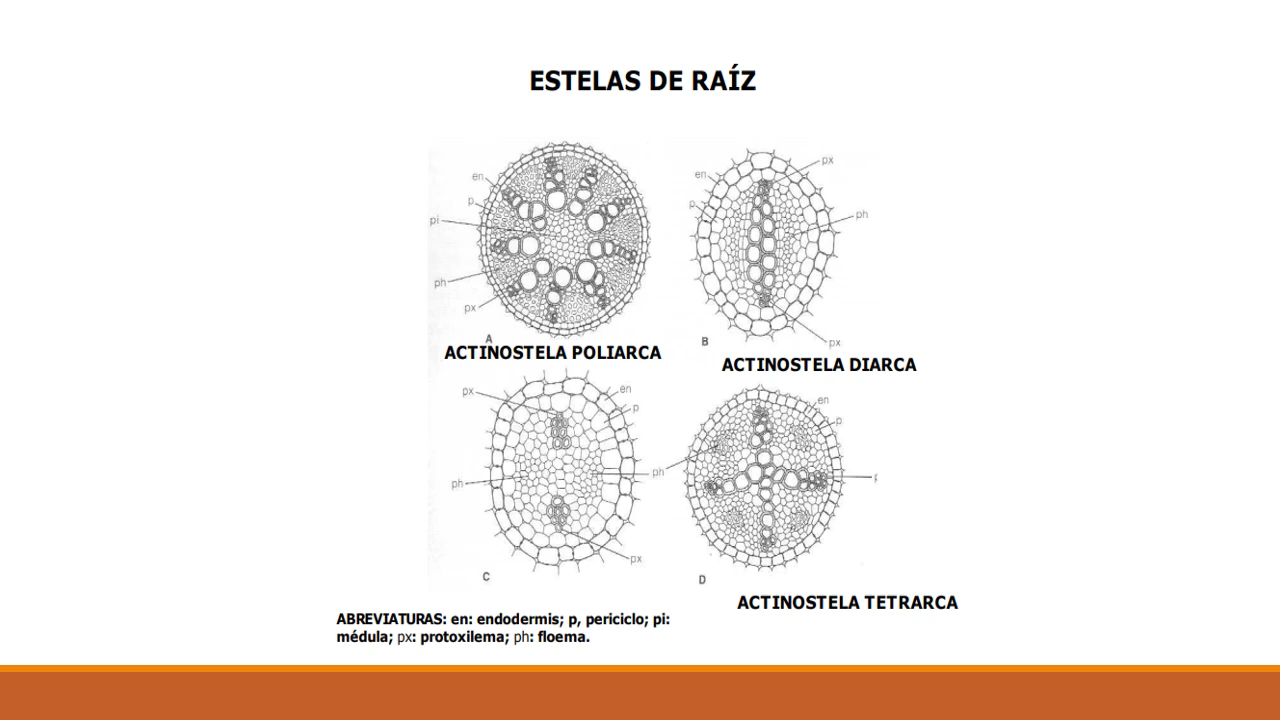 ESTELAS DE RAÍZ
en
p
pi
ph
px
A
ACTINOSTELA POLIARCA
px
en
p
ph
px
B
ACTINOSTELA DIARCA
px
en
p
ph
ph
px
C
en
p
D
ACTINOSTELA TETRARCA
ABREVIATURAS: en: endodermis; p, periciclo; pi:
médula; px: protoxilema; ph: floema.